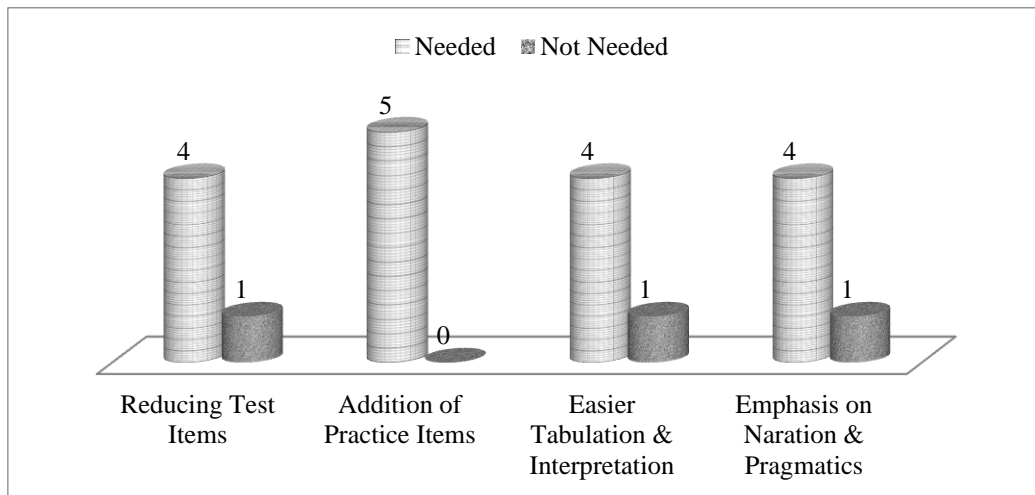 Needed Not Needed
4 1 5 0 4 1 4 1
Reducing Test
Items
Addition of
Practice Items
Easier
Tabulation &
Interpretation
Emphasis on
Naration &
Pragmatics